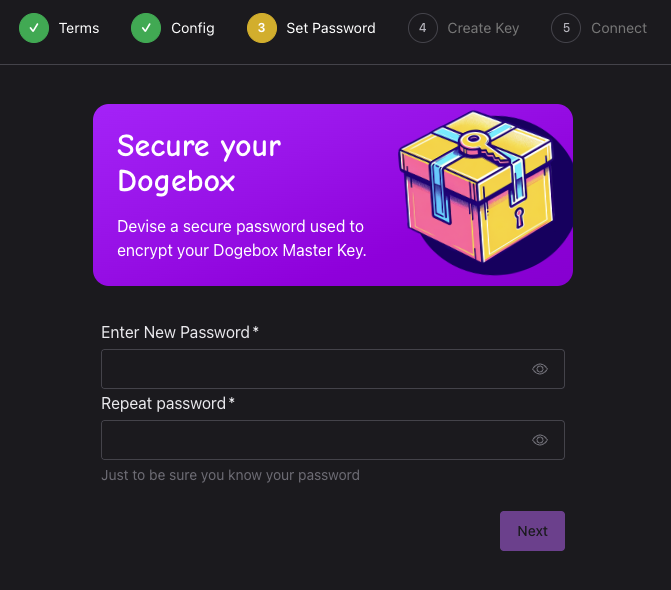 Terms Config 3 Set Password 4 Create Key 5 Connect
Secure your
Dogebox
Devise a secure password used to
encrypt your Dogebox Master Key.
Enter New Password*
Repeat password*
Just to be sure you know your password
Next